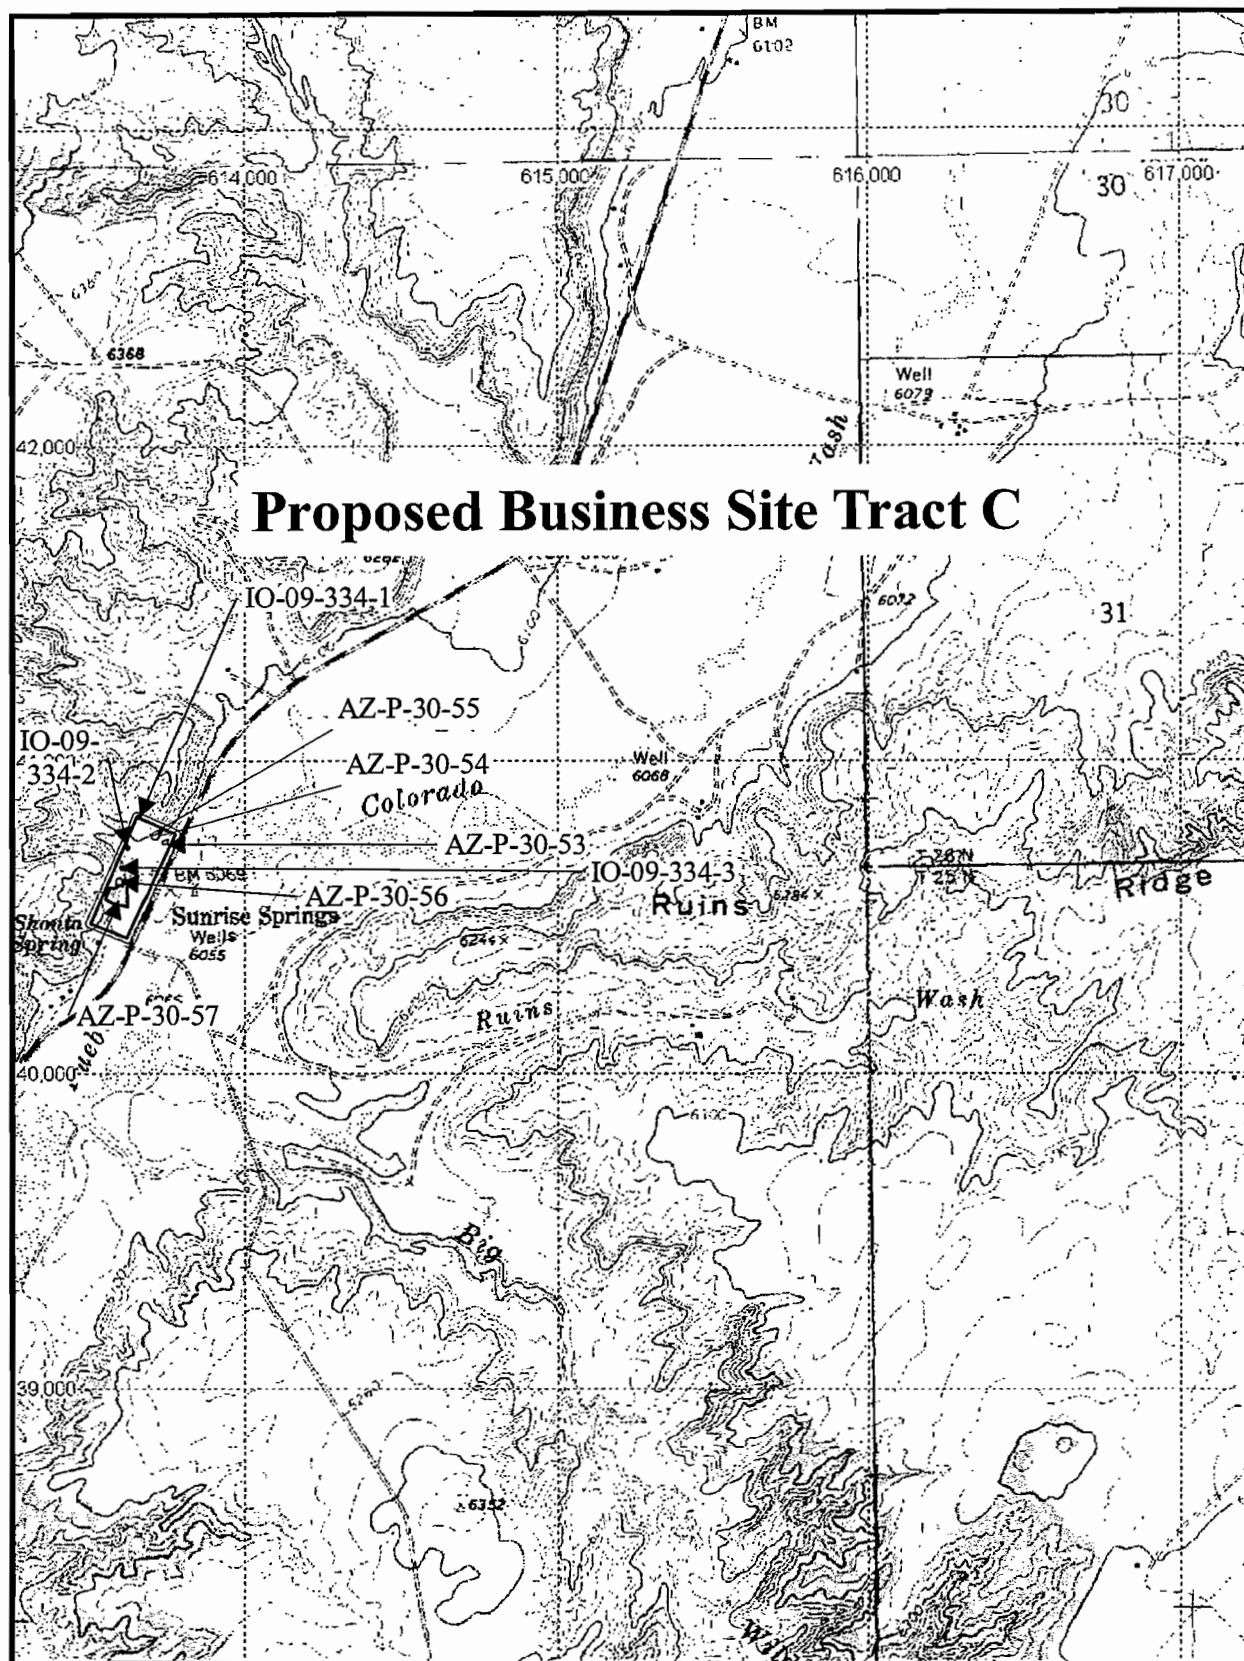 BM
6102
30
614,000
615,000
616,000
30
617,000
6368
Well
6079
42,000
Proposed Business Site Tract C
IO-09-334-1
6072
31
6100
AZ-P-30-55
IO-09-
334-2
AZ-P-30-54
Colorado
Well
6068
AZ-P-30-53
IO-09-334-3
T 26 N
T 25 N
BM 6069
AZ-P-30-56
Ruins
Ridge
Shonto
Spring
Sunrise Springs
Wells
6055
6244 x
Wash
Ruins
AZ-P-30-57
40,000
Big
39,000
6352